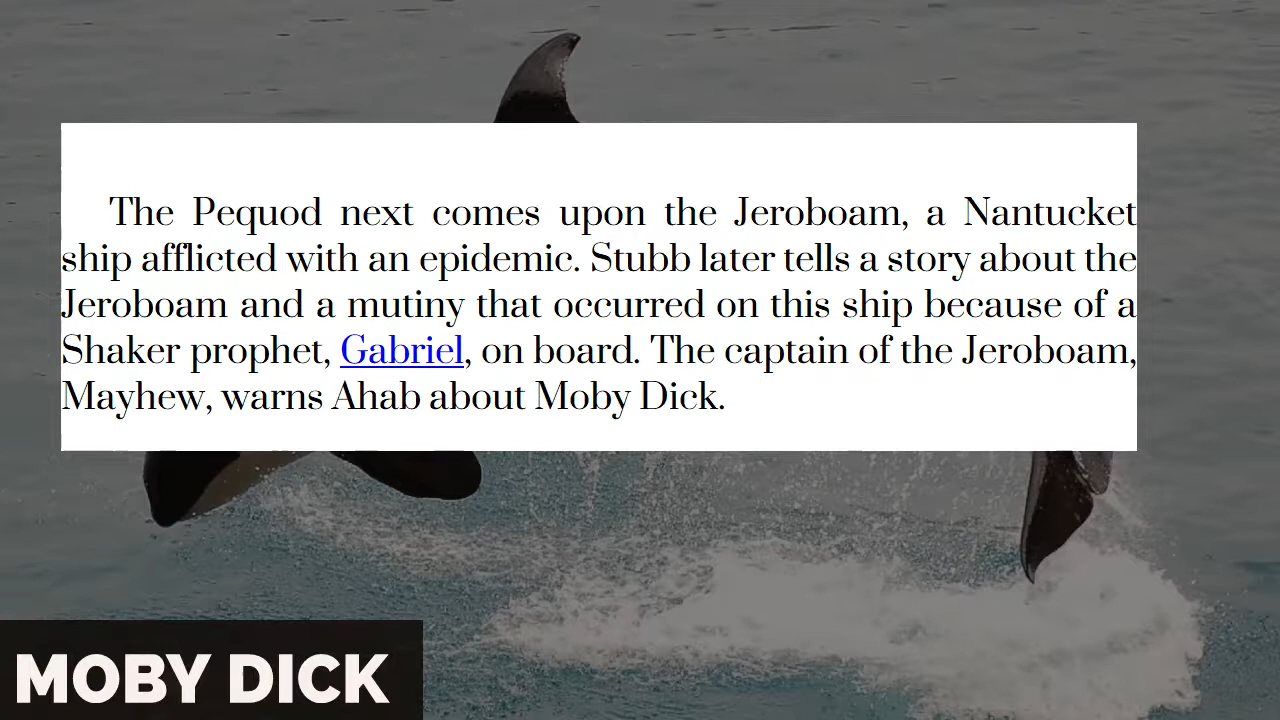 The Pequod next comes upon the Jeroboam, a Nantucket
ship afflicted with an epidemic. Stubb later tells a story about the
Jeroboam and a mutiny that occurred on this ship because of a
Shaker prophet, Gabriel, on board. The captain of the Jeroboam,
Mayhew, warns Ahab about Moby Dick.
MOBY DICK